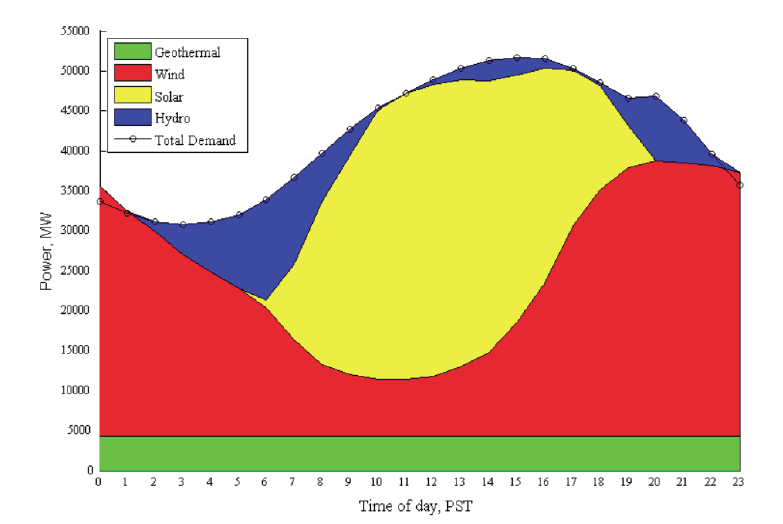 55000
50000
45000
40000
35000
30000
25000
20000
15000
10000
5000
0
Power, MW
Geothermal
Wind
Solar
Hydro
Total Demand
0 1 2 3 4 5 6 7 8 9 10 11 12 13 14 15 16 17 18 19 20 21 22 23
Time of day, PST